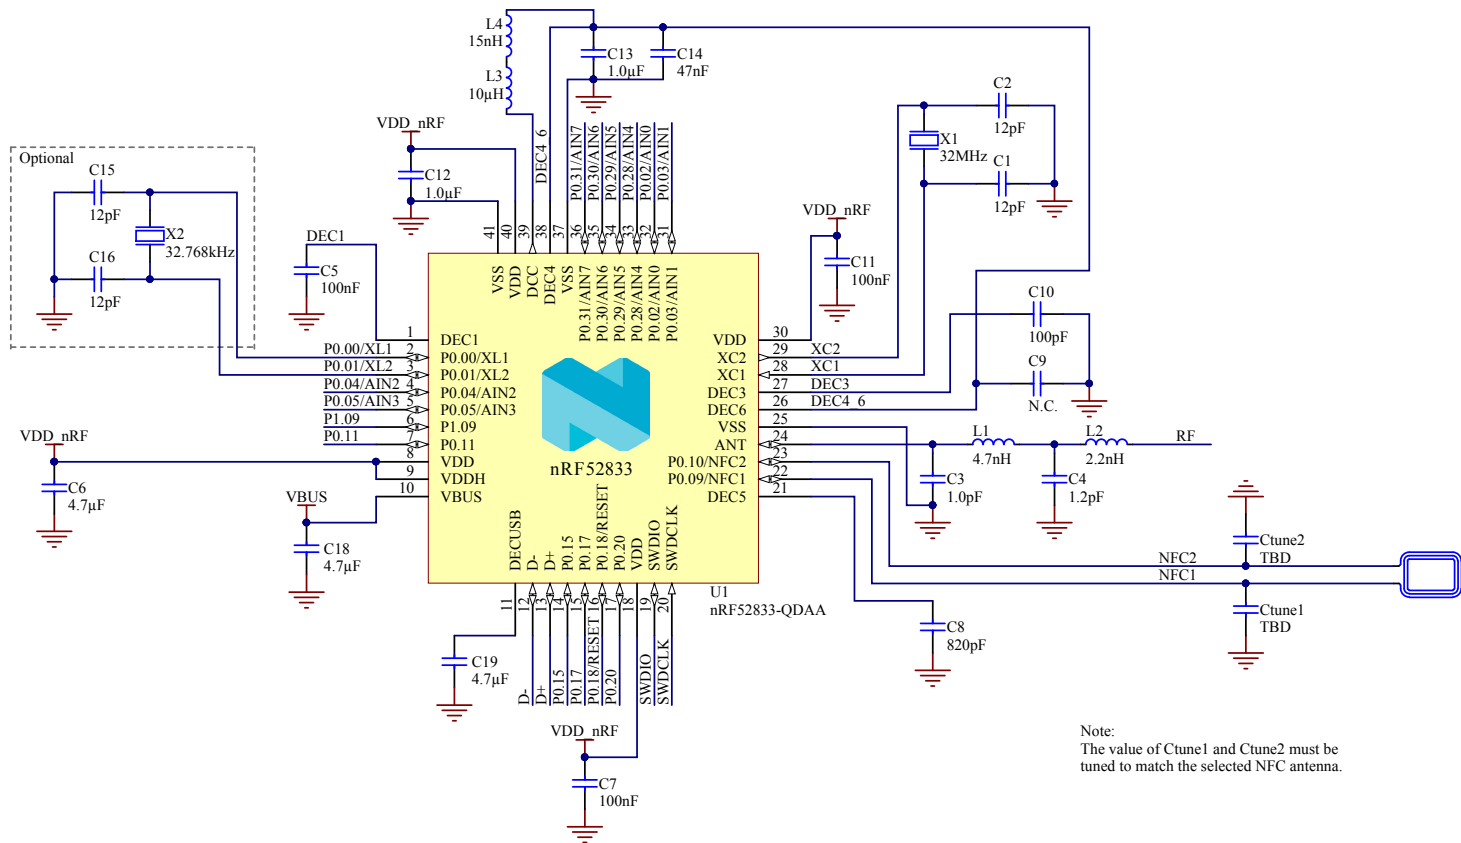 L4
15nH
L3
10µH
C13
1.0µF
C14
47nF
DEC4_6
P0.31/AIN7
P0.30/AIN6
P0.29/AIN5
P0.28/AIN4
P0.02/AIN0
P0.03/AIN1
C2
12pF
X1
32MHz
C1
12pF
VDD_nRF
C12
1.0µF
Optional
C15
12pF
X2
32.768kHz
C16
12pF
DEC1
C5
100nF
VDD_nRF
C11
100nF
C10
100pF
C9
N.C.
41
40
39
38
37
36
35
34
33
32
31
VSS
VDD
DCC
DEC4
VSS
P0.31/AIN7
P0.30/AIN6
P0.29/AIN5
P0.28/AIN4
P0.02/AIN0
P0.03/AIN1
1
DEC1
P0.00/XL1
2
P0.00/XL1
P0.01/XL2
3
P0.01/XL2
P0.04/AIN2
4
P0.04/AIN2
P0.05/AIN3
5
P0.05/AIN3
P1.09
6
P1.09
P0.11
7
P0.11
8
VDD
9
VDDH
10
VBUS
VDD
30
XC2
29
XC2
XC1
28
XC1
DEC3
27
DEC3
DEC6
26
DEC4_6
VSS
25
ANT
24
P0.10/NFC2
23
P0.09/NFC1
22
DEC5
21
nRF52833
VDD_nRF
C6
4.7µF
VBUS
C18
4.7µF
L1
4.7nH
L2
2.2nH
RF
C3
1.0pF
C4
1.2pF
Ctune2
TBD
NFC2
NFC1
Ctune1
TBD
DECUSB
D-
D+
P0.15
P0.17
P0.18/RESET
P0.20
VDD
SWDIO
SWDCLK
U1
nRF52833-QDAA
11
12
13
14
15
16
17
18
19
20
D-
D+
P0.15
P0.17
P0.18/RESET
P0.20
SWDIO
SWDCLK
C19
4.7µF
C8
820pF
VDD_nRF
C7
100nF
Note:
The value of Ctune1 and Ctune2 must be
tuned to match the selected NFC antenna.